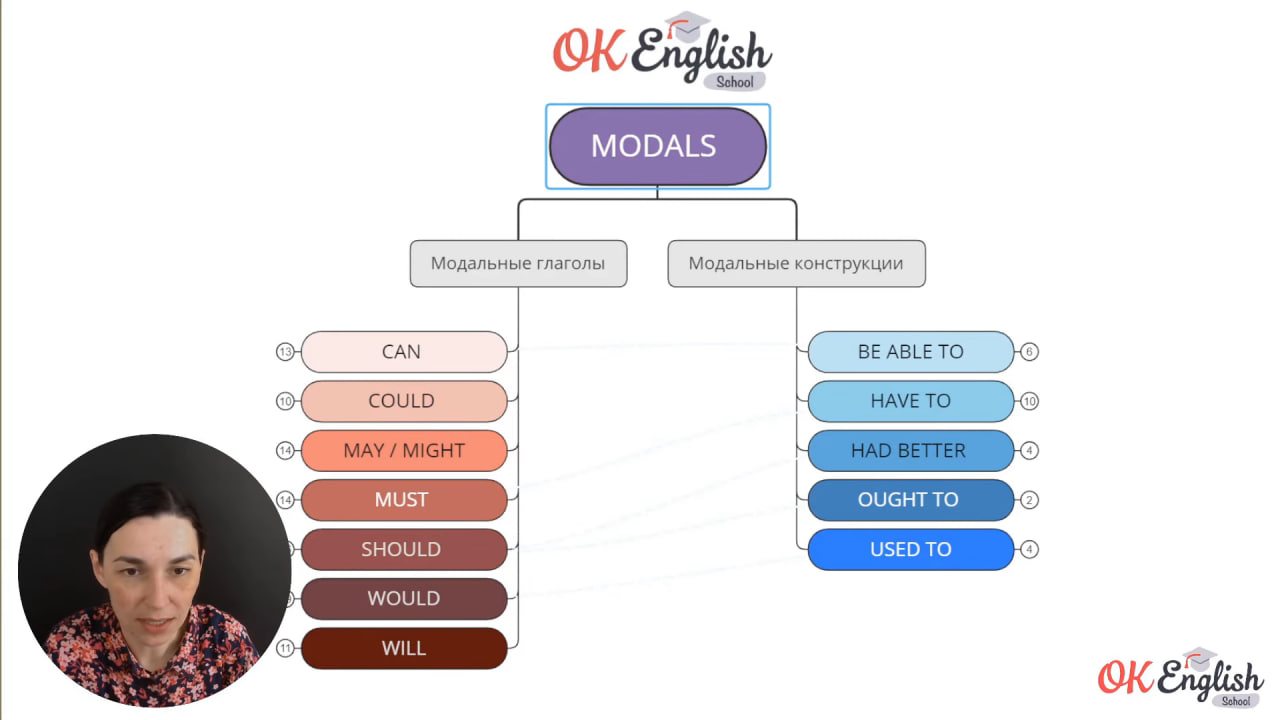 OK English
School
MODALS
Модальные глаголы
Модальные конструкции
13
CAN
10
COULD
14
MAY / MIGHT
14
MUST
SHOULD
WOULD
11
WILL
BE ABLE TO
6
HAVE TO
10
HAD BETTER
4
OUGHT TO
2
USED TO
4
OK English
School